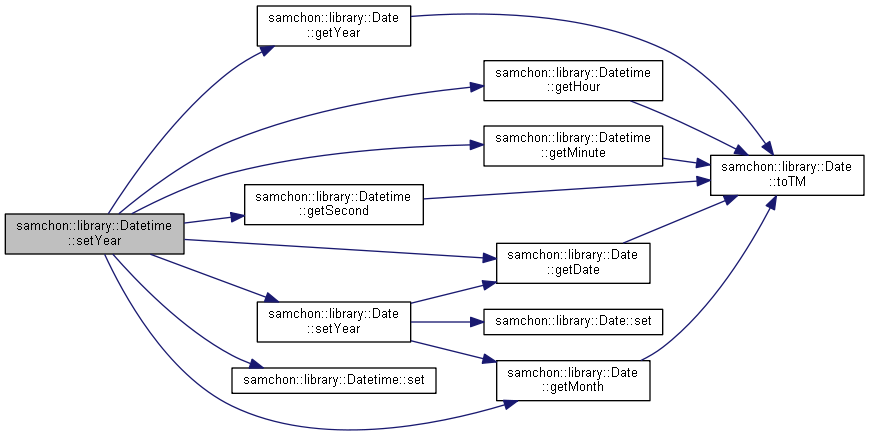 samchon::library::Date
::getYear
samchon::library::Datetime
::getHour
samchon::library::Datetime
::getMinute
samchon::library::Date
::toTM
samchon::library::Datetime
::getSecond
samchon::library::Datetime
::setYear
samchon::library::Date
::getDate
samchon::library::Date
::setYear
samchon::library::Date::set
samchon::library::Datetime::set
samchon::library::Date
::getMonth